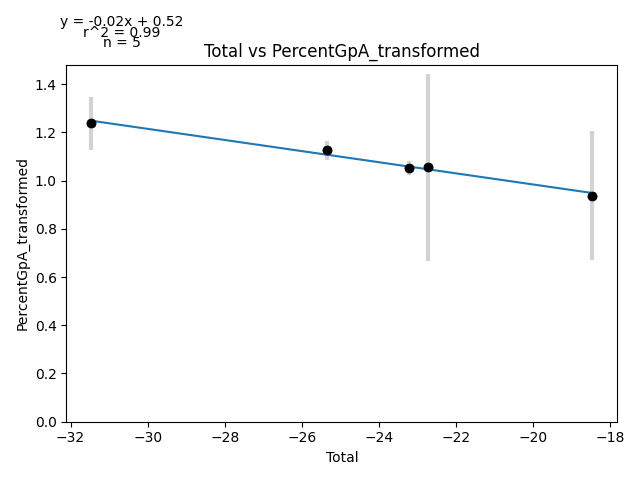 y = -0.02x + 0.52
r^2 = 0.99
n = 5
Total vs PercentGpA_transformed
1.4
1.2
1.0
0.8
0.6
0.4
0.2
0.0
PercentGpA_transformed
−32 −30 −28 −26 −24 −22 −20 −18
Total